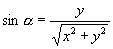 sin α = y / √(x² + y²)